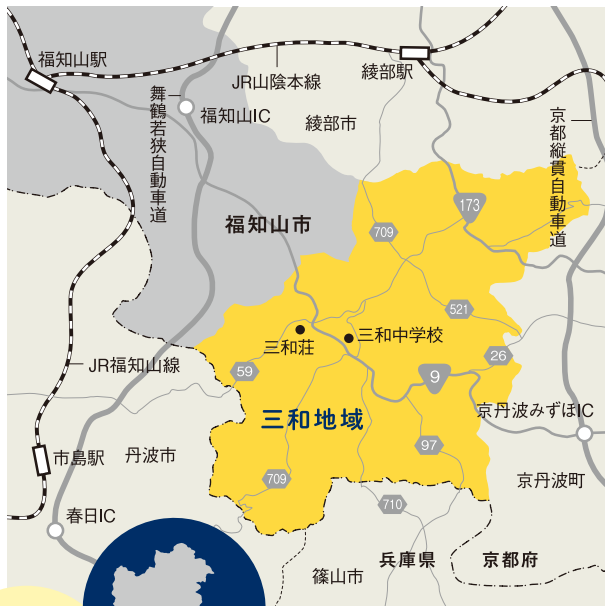 福知山駅
JR山陰本線
綾部駅
舞鶴若狭自動車道
福知山IC
綾部市
京都縦貫自動車道
173
福知山市
709
521
三和荘
三和中学校
26
JR福知山線
59
9
三和地域
京丹波みずほIC
97
市島駅
丹波市
709
京丹波町
710
春日IC
兵庫県
京都府
篠山市